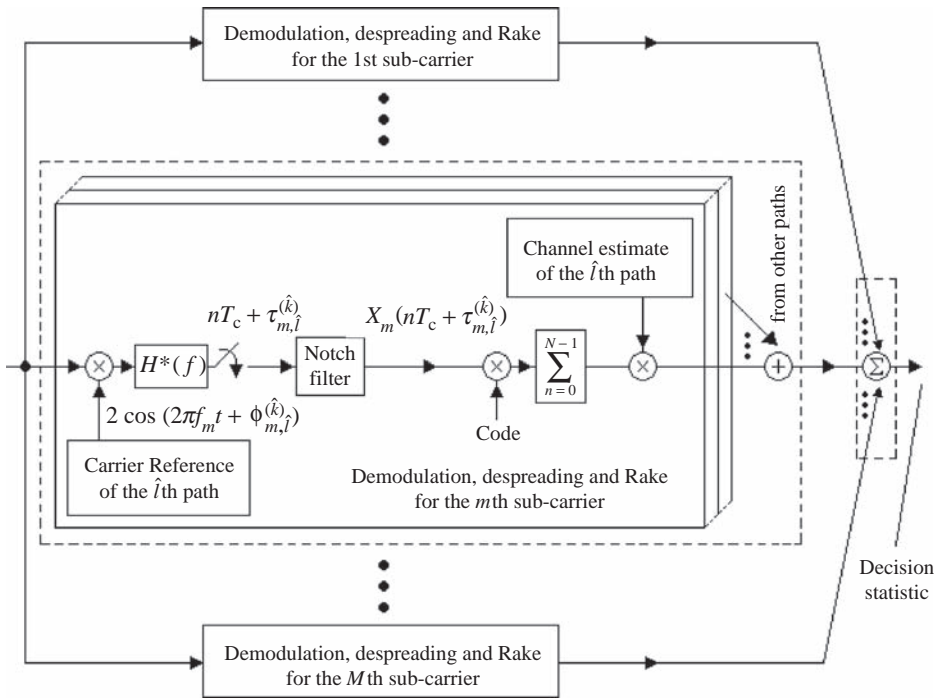 Demodulation, despreading and Rake
for the 1st sub-carrier
from other paths
Channel estimate
of the l̂th path
nT_c + τ_{m,l̂}^{(k̂)}
X_m(nT_c + τ_{m,l̂}^{(k̂)})
×
H*(f)
Notch
filter
×
N−1
∑
n=0
×
+
Σ
2 cos (2πf_m t + ϕ_{m,l̂}^{(k̂)})
Code
Carrier Reference
of the l̂th path
Demodulation, despreading and Rake
for the mth sub-carrier
Decision
statistic
Demodulation, despreading and Rake
for the Mth sub-carrier